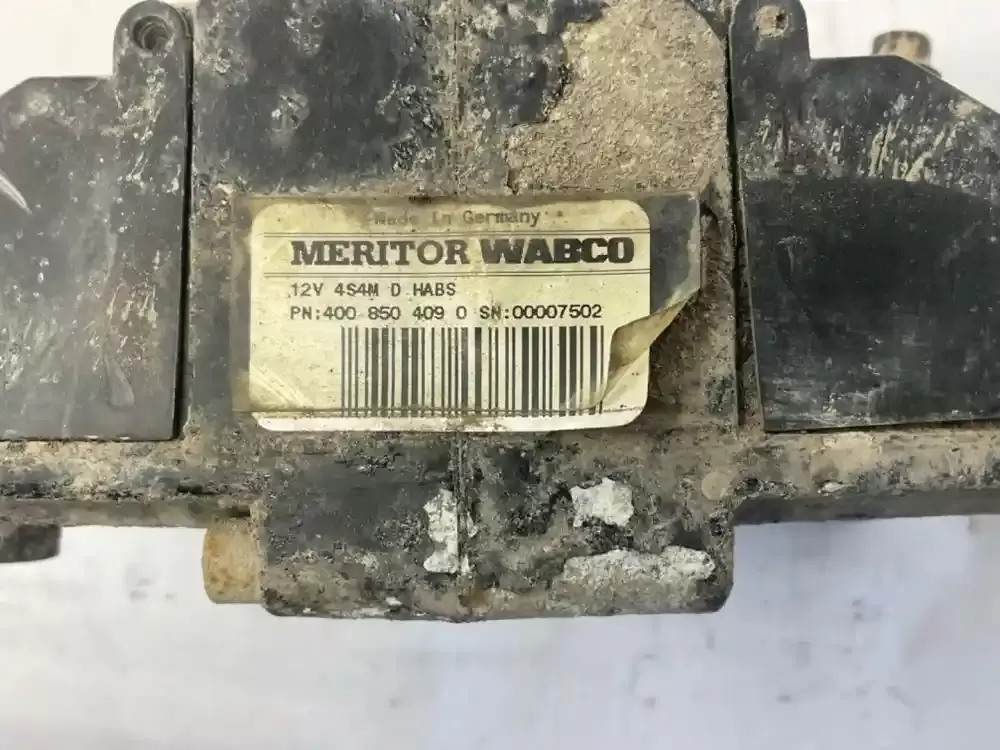 Made in Germany
MERITOR WABCO
12V 4S4M D HABS
PN:400 850 409 0 SN:00007502